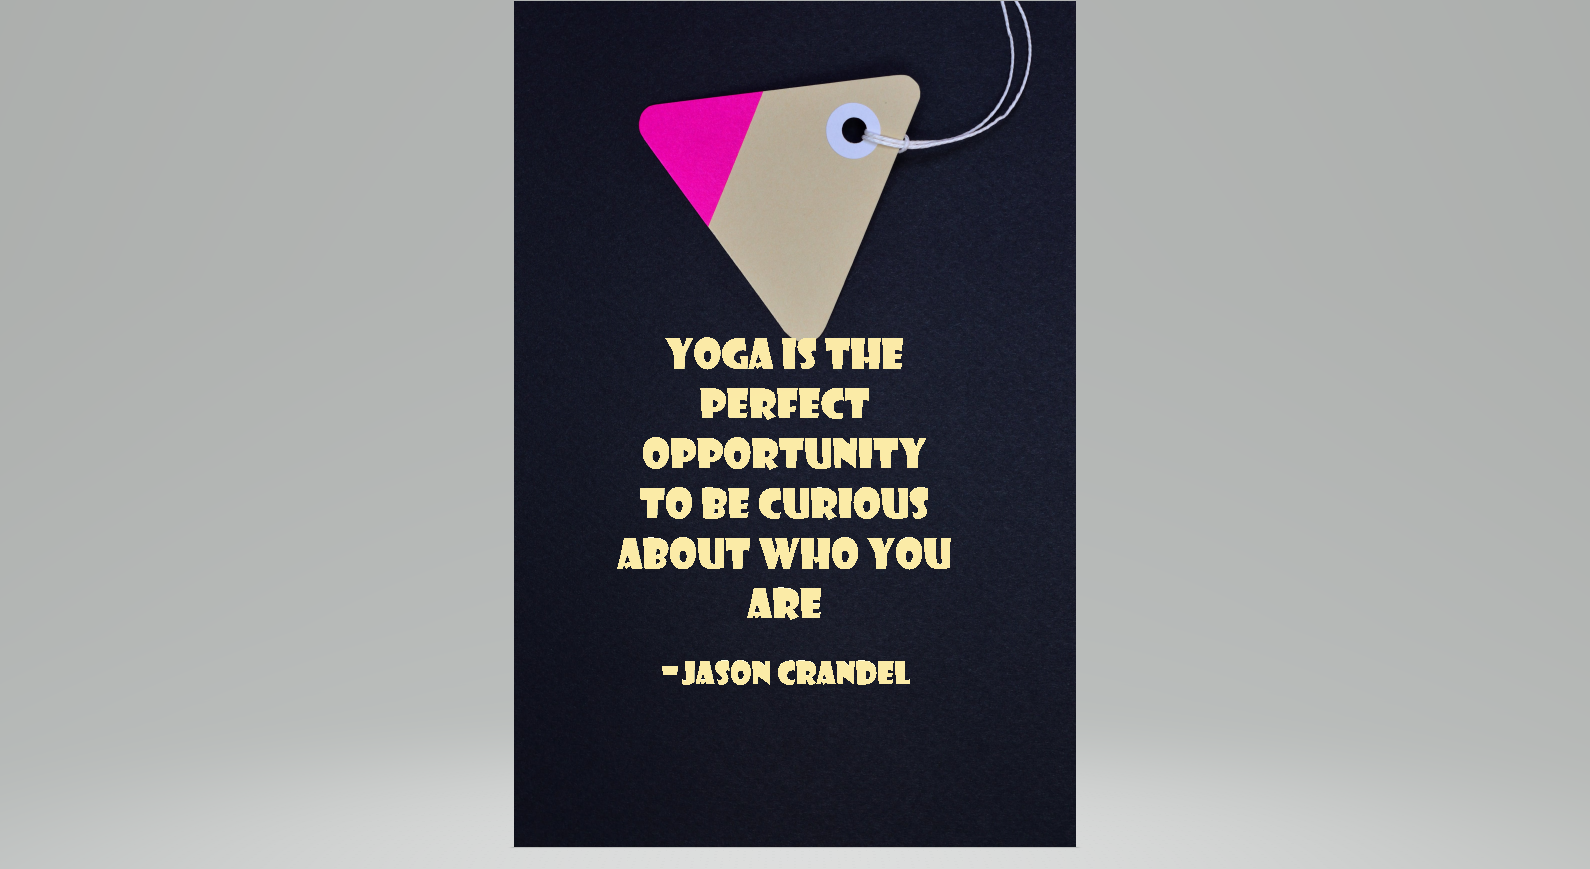 YOGA IS THE
PERFECT
OPPORTUNITY
TO BE CURIOUS
ABOUT WHO YOU
ARE
-JASON CRANDEL